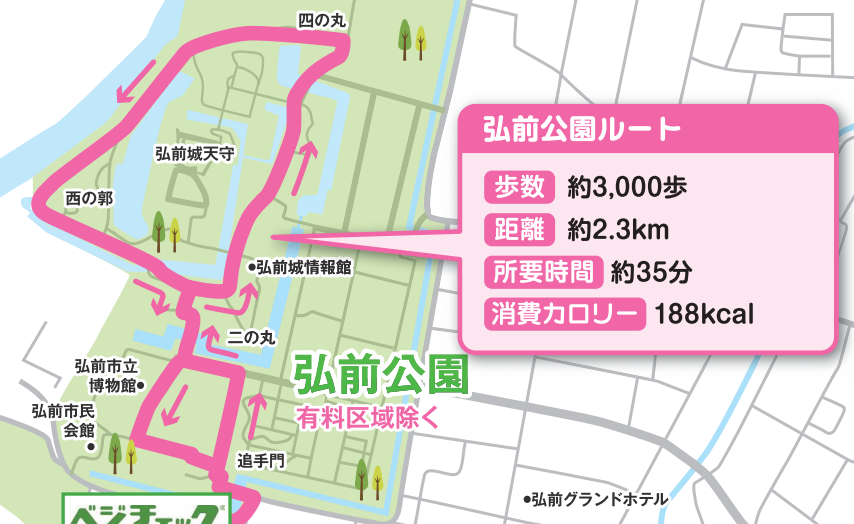 四の丸
弘前城天守
西の郭
弘前公園ルート
歩数 約3,000歩
距離 約2.3km
所要時間 約35分
消費カロリー 188kcal
•弘前城情報館
二の丸
弘前公園
有料区域除く
弘前市立
博物館•
弘前市民
会館
•
追手門
•弘前グランドホテル
ベジチェック